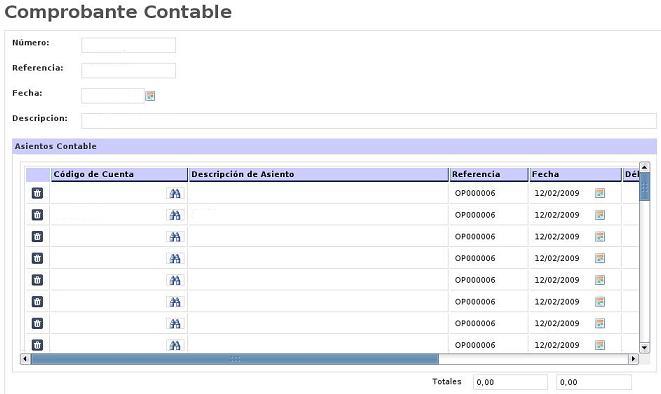 Comprobante Contable
Número:
Referencia:
Fecha:
Descripcion:
Asientos Contable
Código de Cuenta Descripción de Asiento Referencia Fecha Déb
OP000006 12/02/2009
OP000006 12/02/2009
OP000006 12/02/2009
OP000006 12/02/2009
OP000006 12/02/2009
OP000006 12/02/2009
OP000006 12/02/2009
OP000006 12/02/2009
Totales 0,00 0,00